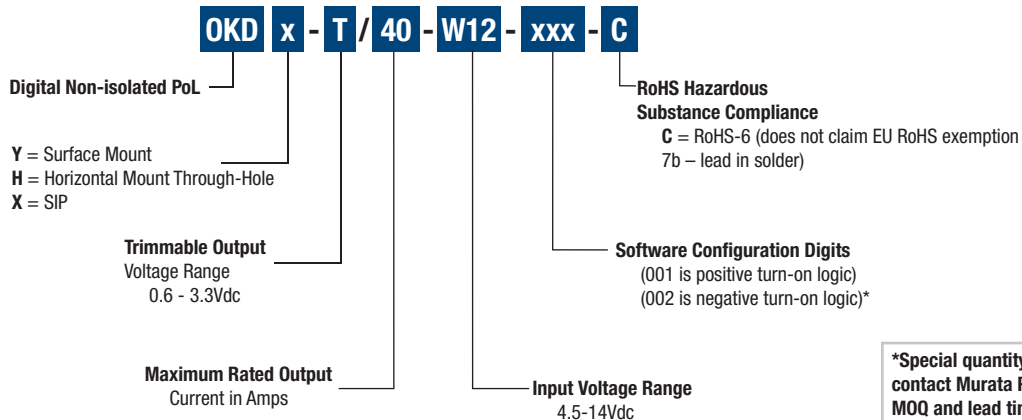 OKD x - T / 40 - W12 - xxx - C
Digital Non-isolated PoL
Y = Surface Mount
H = Horizontal Mount Through-Hole
X = SIP
Trimmable Output
Voltage Range
0.6 - 3.3Vdc
Maximum Rated Output
Current in Amps
RoHS Hazardous
Substance Compliance
C = RoHS-6 (does not claim EU RoHS exemption
7b – lead in solder)
Software Configuration Digits
(001 is positive turn-on logic)
(002 is negative turn-on logic)*
Input Voltage Range
4.5-14Vdc
*Special quantity
contact Murata
MOQ and lead